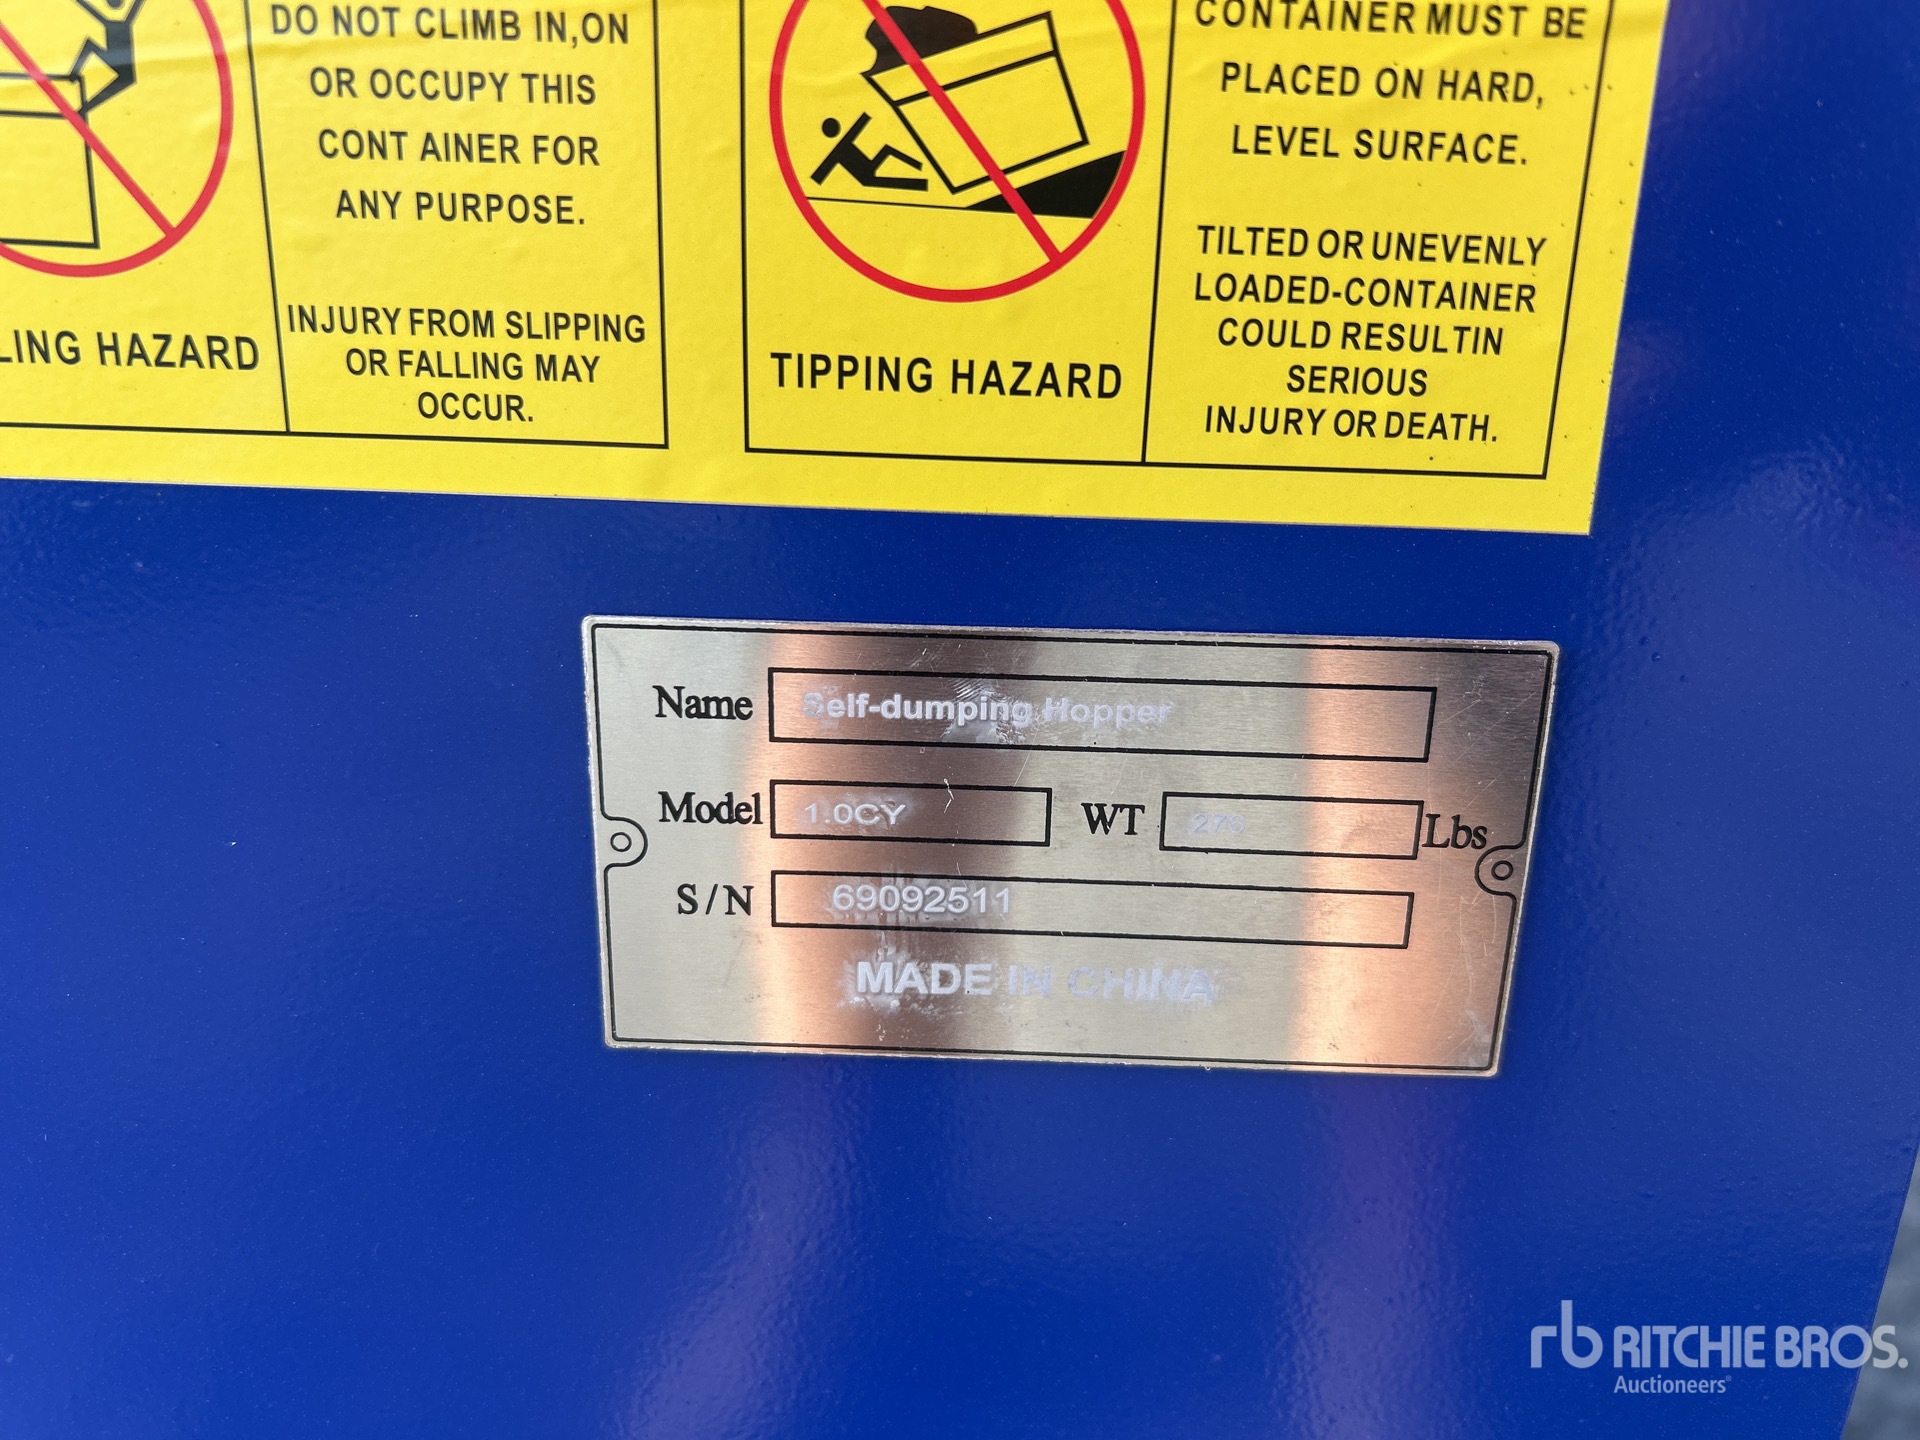 DO NOT CLIMB IN,ON
OR OCCUPY THIS
CONT AINER FOR
ANY PURPOSE.
INJURY FROM SLIPPING
OR FALLING MAY
OCCUR.
LING HAZARD
TIPPING HAZARD
CONTAINER MUST BE
PLACED ON HARD,
LEVEL SURFACE.
TILTED OR UNEVENLY
LOADED-CONTAINER
COULD RESULTIN
SERIOUS
INJURY OR DEATH.
Name Self-dumping Hopper
Model 1.0CY WT Lbs
S/N 69092511
MADE IN CHINA
rb RITCHIE BROS.
Auctioneers